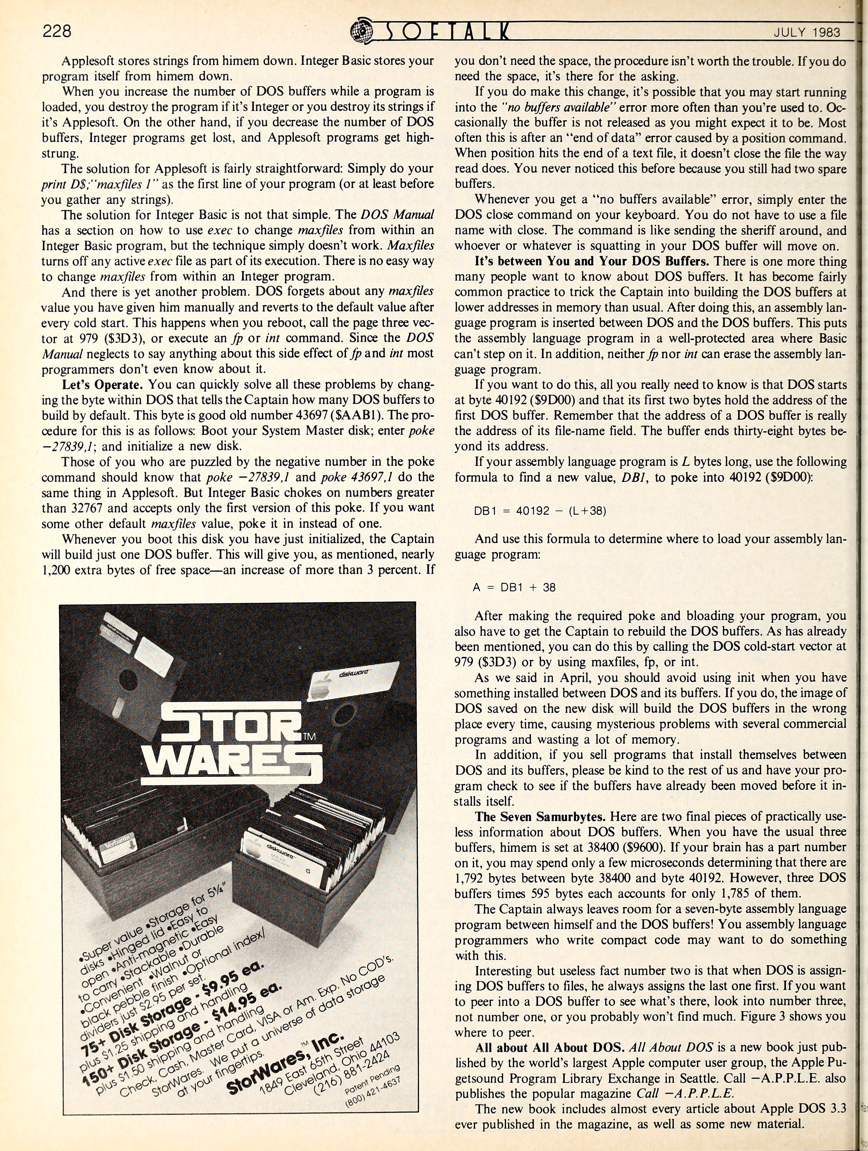 228
SOFTALK
JULY 1983
Applesoft stores strings from himem down. Integer Basic stores your
program itself from himem down.
When you increase the number of DOS buffers while a program is
loaded, you destroy the program if it's Integer or you destroy its strings if
it's Applesoft. On the other hand, if you decrease the number of DOS
buffers, Integer programs get lost, and Applesoft programs get high-
strung.
The solution for Applesoft is fairly straightforward: Simply do your
print D$;"maxfiles 1" as the first line of your program (or at least before
you gather any strings).
The solution for Integer Basic is not that simple. The DOS Manual
has a section on how to use exec to change maxfiles from within an
Integer Basic program, but the technique simply doesn't work. Maxfiles
turns off any active exec file as part of its execution. There is no easy way
to change maxfiles from within an Integer program.
And there is yet another problem. DOS forgets about any maxfiles
value you have given him manually and reverts to the default value after
every cold start. This happens when you reboot, call the page three vec-
tor at 979 ($3D3), or execute an fp or int command. Since the DOS
Manual neglects to say anything about this side effect of fp and int most
programmers don't even know about it.
Let's Operate. You can quickly solve all these problems by chang-
ing the byte within DOS that tells the Captain how many DOS buffers to
build by default. This byte is good old number 43697 ($AAB1). The pro-
cedure for this is as follows: Boot your System Master disk; enter poke
−27839,1; and initialize a new disk.
Those of you who are puzzled by the negative number in the poke
command should know that poke −27839,1 and poke 43697,1 do the
same thing in Applesoft. But Integer Basic chokes on numbers greater
than 32767 and accepts only the first version of this poke. If you want
some other default maxfiles value, poke it in instead of one.
Whenever you boot this disk you have just initialized, the Captain
will build just one DOS buffer. This will give you, as mentioned, nearly
1,200 extra bytes of free space—an increase of more than 3 percent. If
diskware
STOR
WARES
TM
•Super value •Storage for 5¼"
disks •Hinged lid •Easy to
open •Anti-magnetic •Easy
to carry •Stackable •Durable
•Convenient •Walnut or
black pebble finish •Optional index/
dividers just $2.95 per set.
75+ Disk Storage - $9.95 ea.
plus $1.25 shipping and handling
150+ Disk Storage - $14.95 ea.
plus $1.50 shipping and handling
Check, Cash, Master Card, VISA or Am. Exp. No COD's.
StorWares. We put a universe of data storage
at your fingertips.
StorWares, Inc.
TM
1849 East 65th Street
Cleveland, Ohio 44103
(216) 881-2424
Patent Pending
(800) 421-4637
you don't need the space, the procedure isn't worth the trouble. If you do
need the space, it's there for the asking.
If you do make this change, it's possible that you may start running
into the "no buffers available" error more often than you're used to. Oc-
casionally the buffer is not released as you might expect it to be. Most
often this is after an "end of data" error caused by a position command.
When position hits the end of a text file, it doesn't close the file the way
read does. You never noticed this before because you still had two spare
buffers.
Whenever you get a "no buffers available" error, simply enter the
DOS close command on your keyboard. You do not have to use a file
name with close. The command is like sending the sheriff around, and
whoever or whatever is squatting in your DOS buffer will move on.
It's between You and Your DOS Buffers. There is one more thing
many people want to know about DOS buffers. It has become fairly
common practice to trick the Captain into building the DOS buffers at
lower addresses in memory than usual. After doing this, an assembly lan-
guage program is inserted between DOS and the DOS buffers. This puts
the assembly language program in a well-protected area where Basic
can't step on it. In addition, neither fp nor int can erase the assembly lan-
guage program.
If you want to do this, all you really need to know is that DOS starts
at byte 40192 ($9D00) and that its first two bytes hold the address of the
first DOS buffer. Remember that the address of a DOS buffer is really
the address of its file-name field. The buffer ends thirty-eight bytes be-
yond its address.
If your assembly language program is L bytes long, use the following
formula to find a new value, DB1, to poke into 40192 ($9D00):
DB1 = 40192 − (L+38)
And use this formula to determine where to load your assembly lan-
guage program:
A = DB1 + 38
After making the required poke and bloading your program, you
also have to get the Captain to rebuild the DOS buffers. As has already
been mentioned, you can do this by calling the DOS cold-start vector at
979 ($3D3) or by using maxfiles, fp, or int.
As we said in April, you should avoid using init when you have
something installed between DOS and its buffers. If you do, the image of
DOS saved on the new disk will build the DOS buffers in the wrong
place every time, causing mysterious problems with several commercial
programs and wasting a lot of memory.
In addition, if you sell programs that install themselves between
DOS and its buffers, please be kind to the rest of us and have your pro-
gram check to see if the buffers have already been moved before it in-
stalls itself.
The Seven Samurbytes. Here are two final pieces of practically use-
less information about DOS buffers. When you have the usual three
buffers, himem is set at 38400 ($9600). If your brain has a part number
on it, you may spend only a few microseconds determining that there are
1,792 bytes between byte 38400 and byte 40192. However, three DOS
buffers times 595 bytes each accounts for only 1,785 of them.
The Captain always leaves room for a seven-byte assembly language
program between himself and the DOS buffers! You assembly language
programmers who write compact code may want to do something
with this.
Interesting but useless fact number two is that when DOS is assign-
ing DOS buffers to files, he always assigns the last one first. If you want
to peer into a DOS buffer to see what's there, look into number three,
not number one, or you probably won't find much. Figure 3 shows you
where to peer.
All about All About DOS. All About DOS is a new book just pub-
lished by the world's largest Apple computer user group, the Apple Pu-
getsound Program Library Exchange in Seattle. Call −A.P.P.L.E. also
publishes the popular magazine Call −A.P.P.L.E.
The new book includes almost every article about Apple DOS 3.3
ever published in the magazine, as well as some new material.